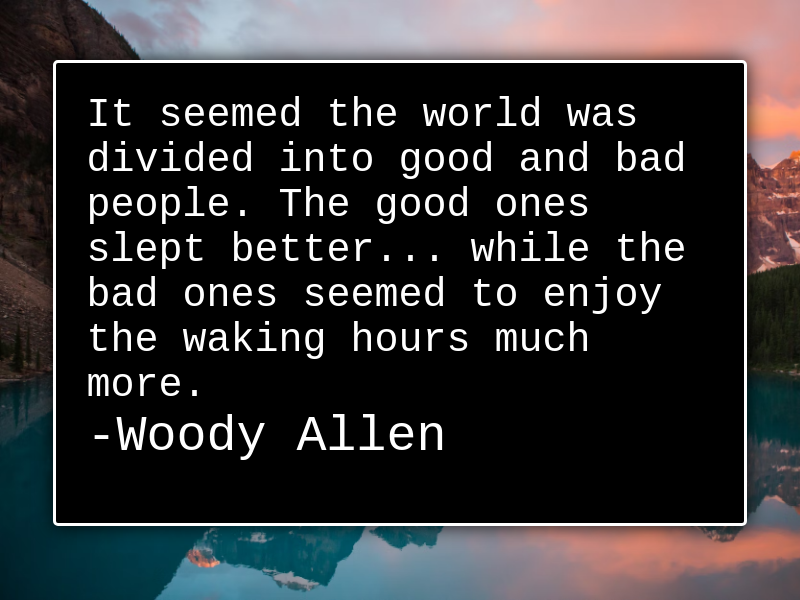 It seemed the world was
divided into good and bad
people. The good ones
slept better... while the
bad ones seemed to enjoy
the waking hours much
more.
-Woody Allen